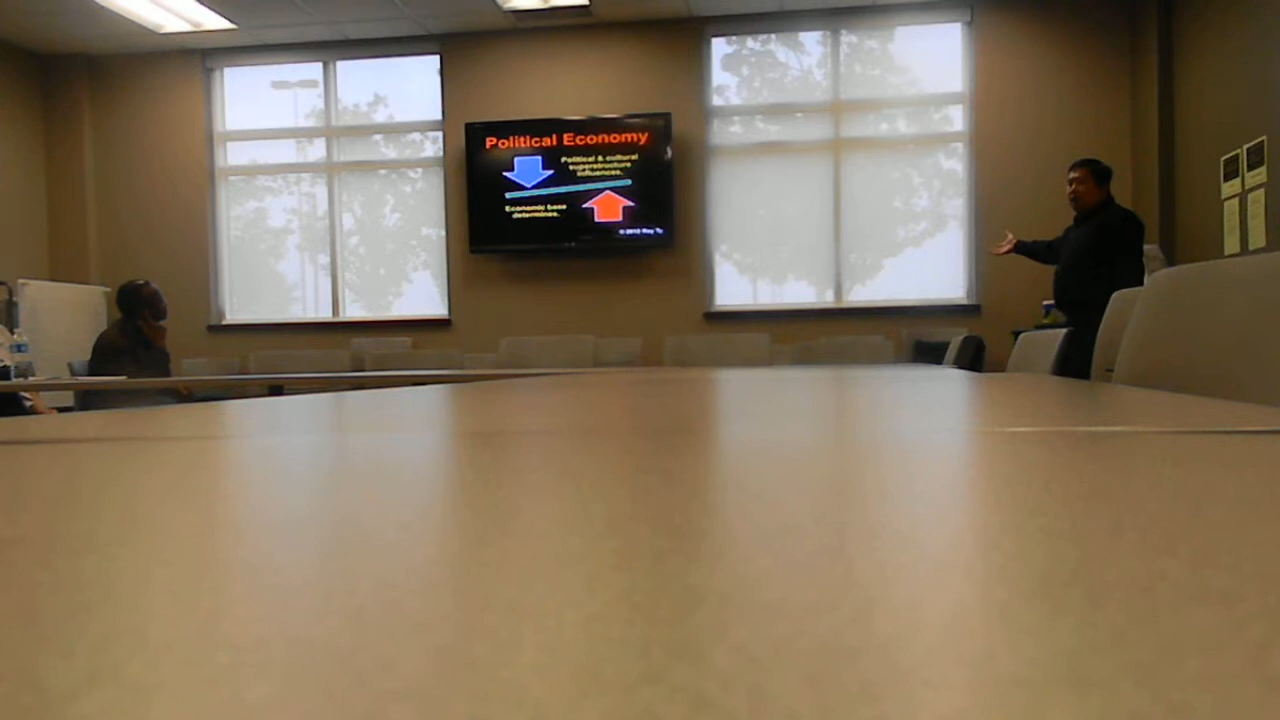 Political Economy
Political & cultural
superstructure
influences.
Economic base
determines.